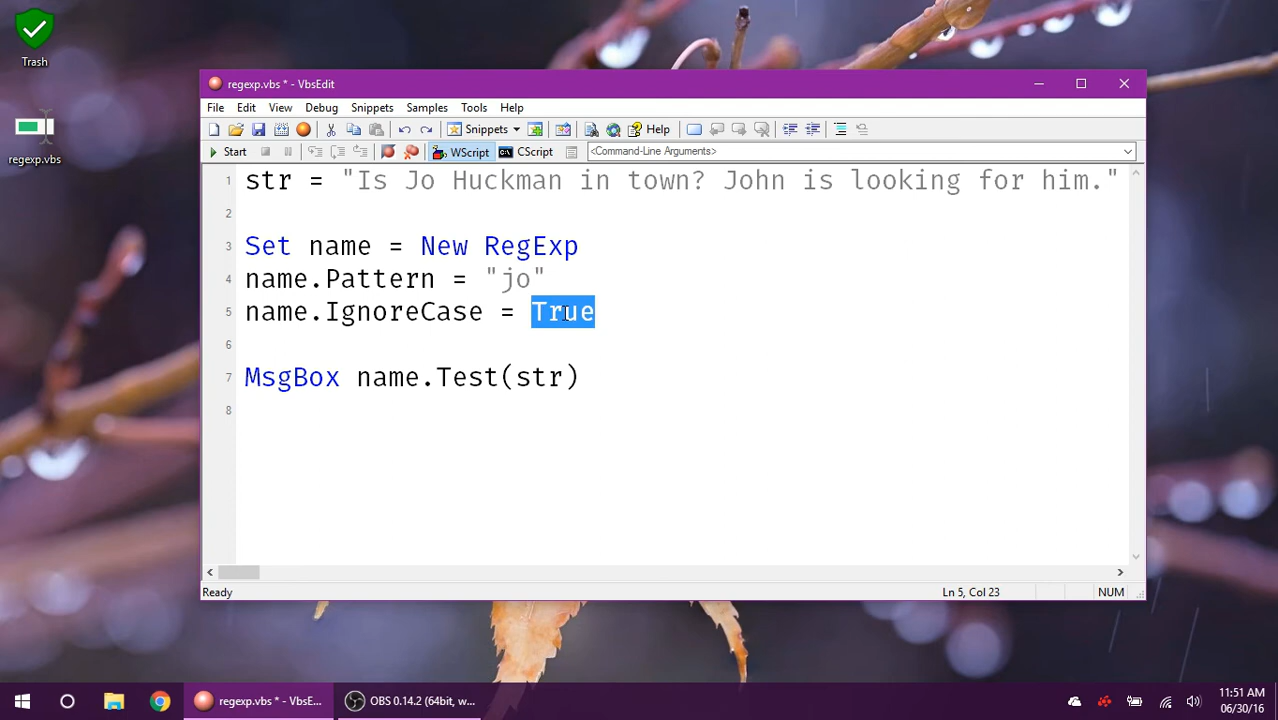 Trash
regexp.vbs
regexp.vbs * - VbsEdit
File Edit View Debug Snippets Samples Tools Help
Snippets Help
Start WScript CScript <Command-Line Arguments>
1 str = "Is Jo Huckman in town? John is looking for him."
2
3 Set name = New RegExp
4 name.Pattern = "jo"
5 name.IgnoreCase = True
6
7 MsgBox name.Test(str)
8
Ready Ln 5, Col 23 NUM
regexp.vbs * - VbsE... OBS 0.14.2 (64bit, w... 11:51 AM
06/30/16